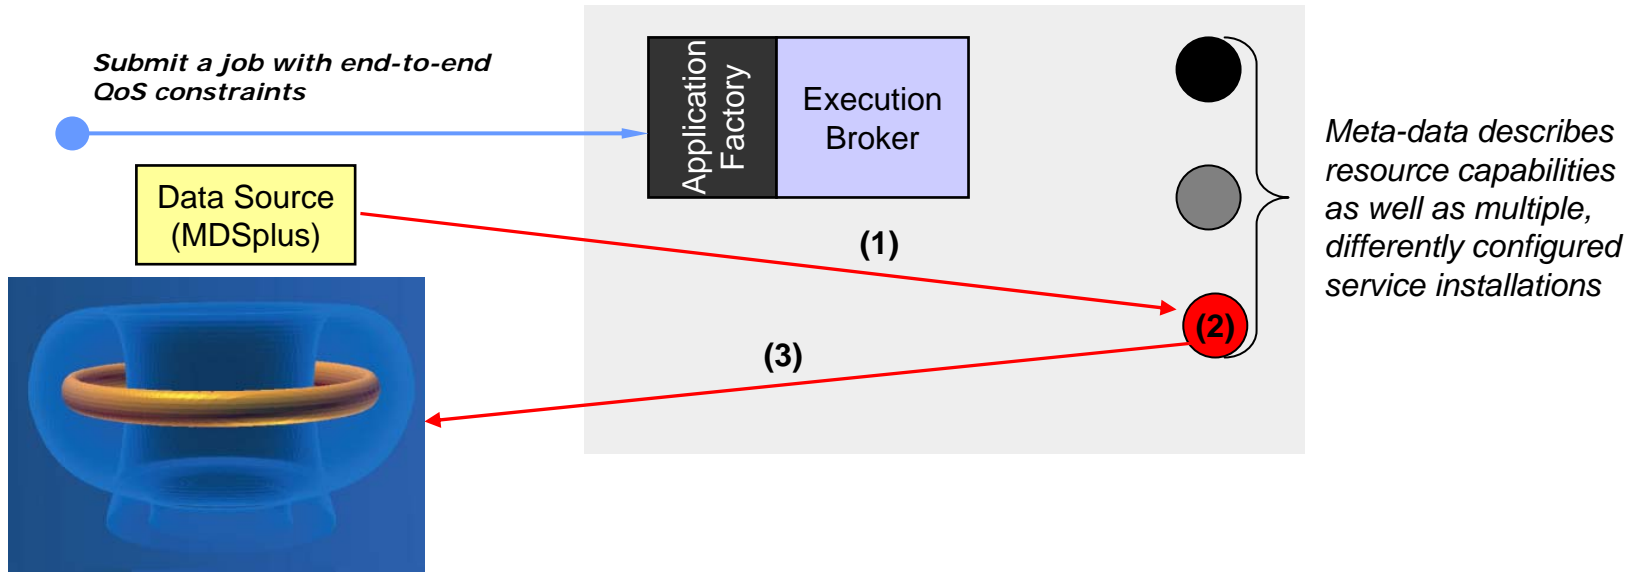 Submit a job with end-to-end
QoS constraints
Application
Factory
Execution
Broker
Data Source
(MDSplus)
(1)
(2)
(3)
Meta-data describes
resource capabilities
as well as multiple,
differently configured
service installations